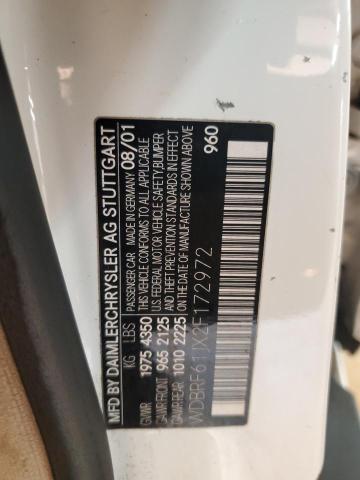 MFD BY DAIMLERCHRYSLER AG STUTTGART
PASSENGER CAR MADE IN GERMANY 08/01
KG LBS
GVWR 1975 4350
GAWR FRONT 965 2125
GAWR REAR 1010 2225
THIS VEHICLE CONFORMS TO ALL APPLICABLE
U.S. FEDERAL MOTOR VEHICLE SAFETY, BUMPER
AND THEFT PREVENTION STANDARDS IN EFFECT
ON THE DATE OF MANUFACTURE SHOWN ABOVE
960